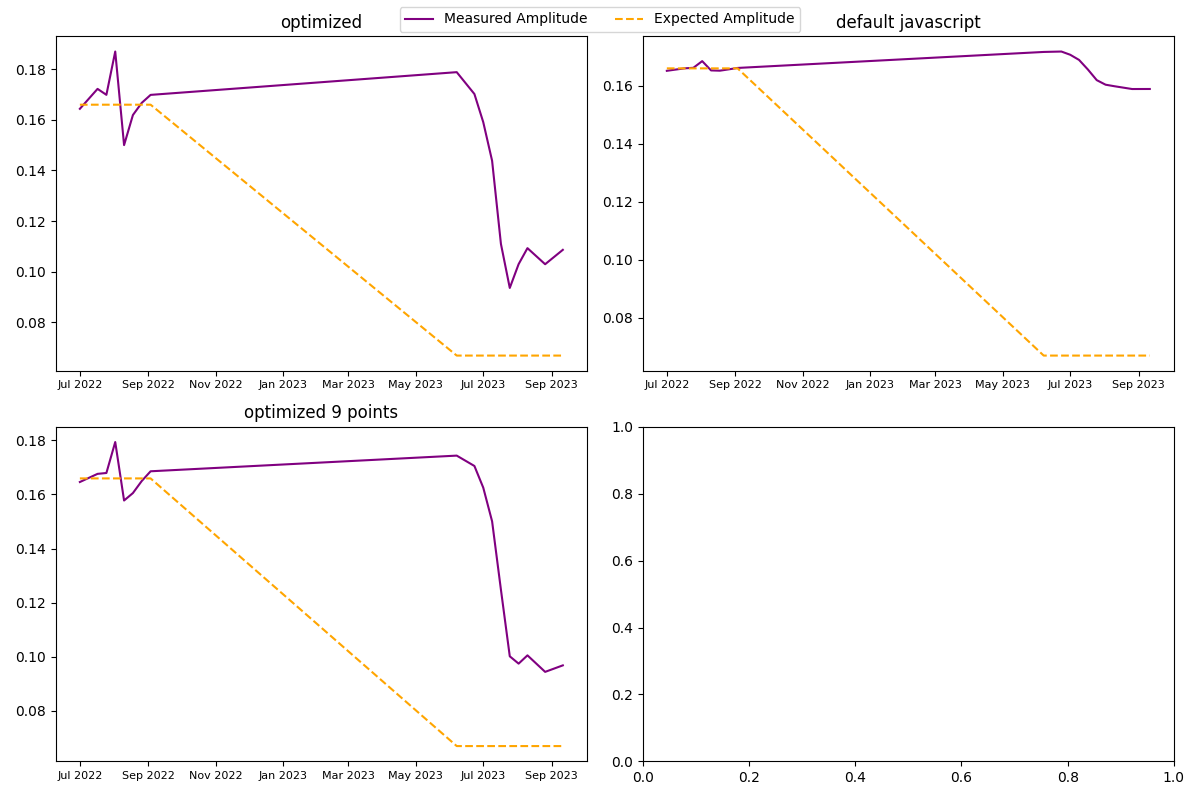 Measured Amplitude Expected Amplitude
optimized
0.18
0.16
0.14
0.12
0.10
0.08
Jul 2022 Sep 2022 Nov 2022 Jan 2023 Mar 2023 May 2023 Jul 2023 Sep 2023
default javascript
0.16
0.14
0.12
0.10
0.08
Jul 2022 Sep 2022 Nov 2022 Jan 2023 Mar 2023 May 2023 Jul 2023 Sep 2023
optimized 9 points
0.18
0.16
0.14
0.12
0.10
0.08
Jul 2022 Sep 2022 Nov 2022 Jan 2023 Mar 2023 May 2023 Jul 2023 Sep 2023
1.0
0.8
0.6
0.4
0.2
0.0
0.0 0.2 0.4 0.6 0.8 1.0